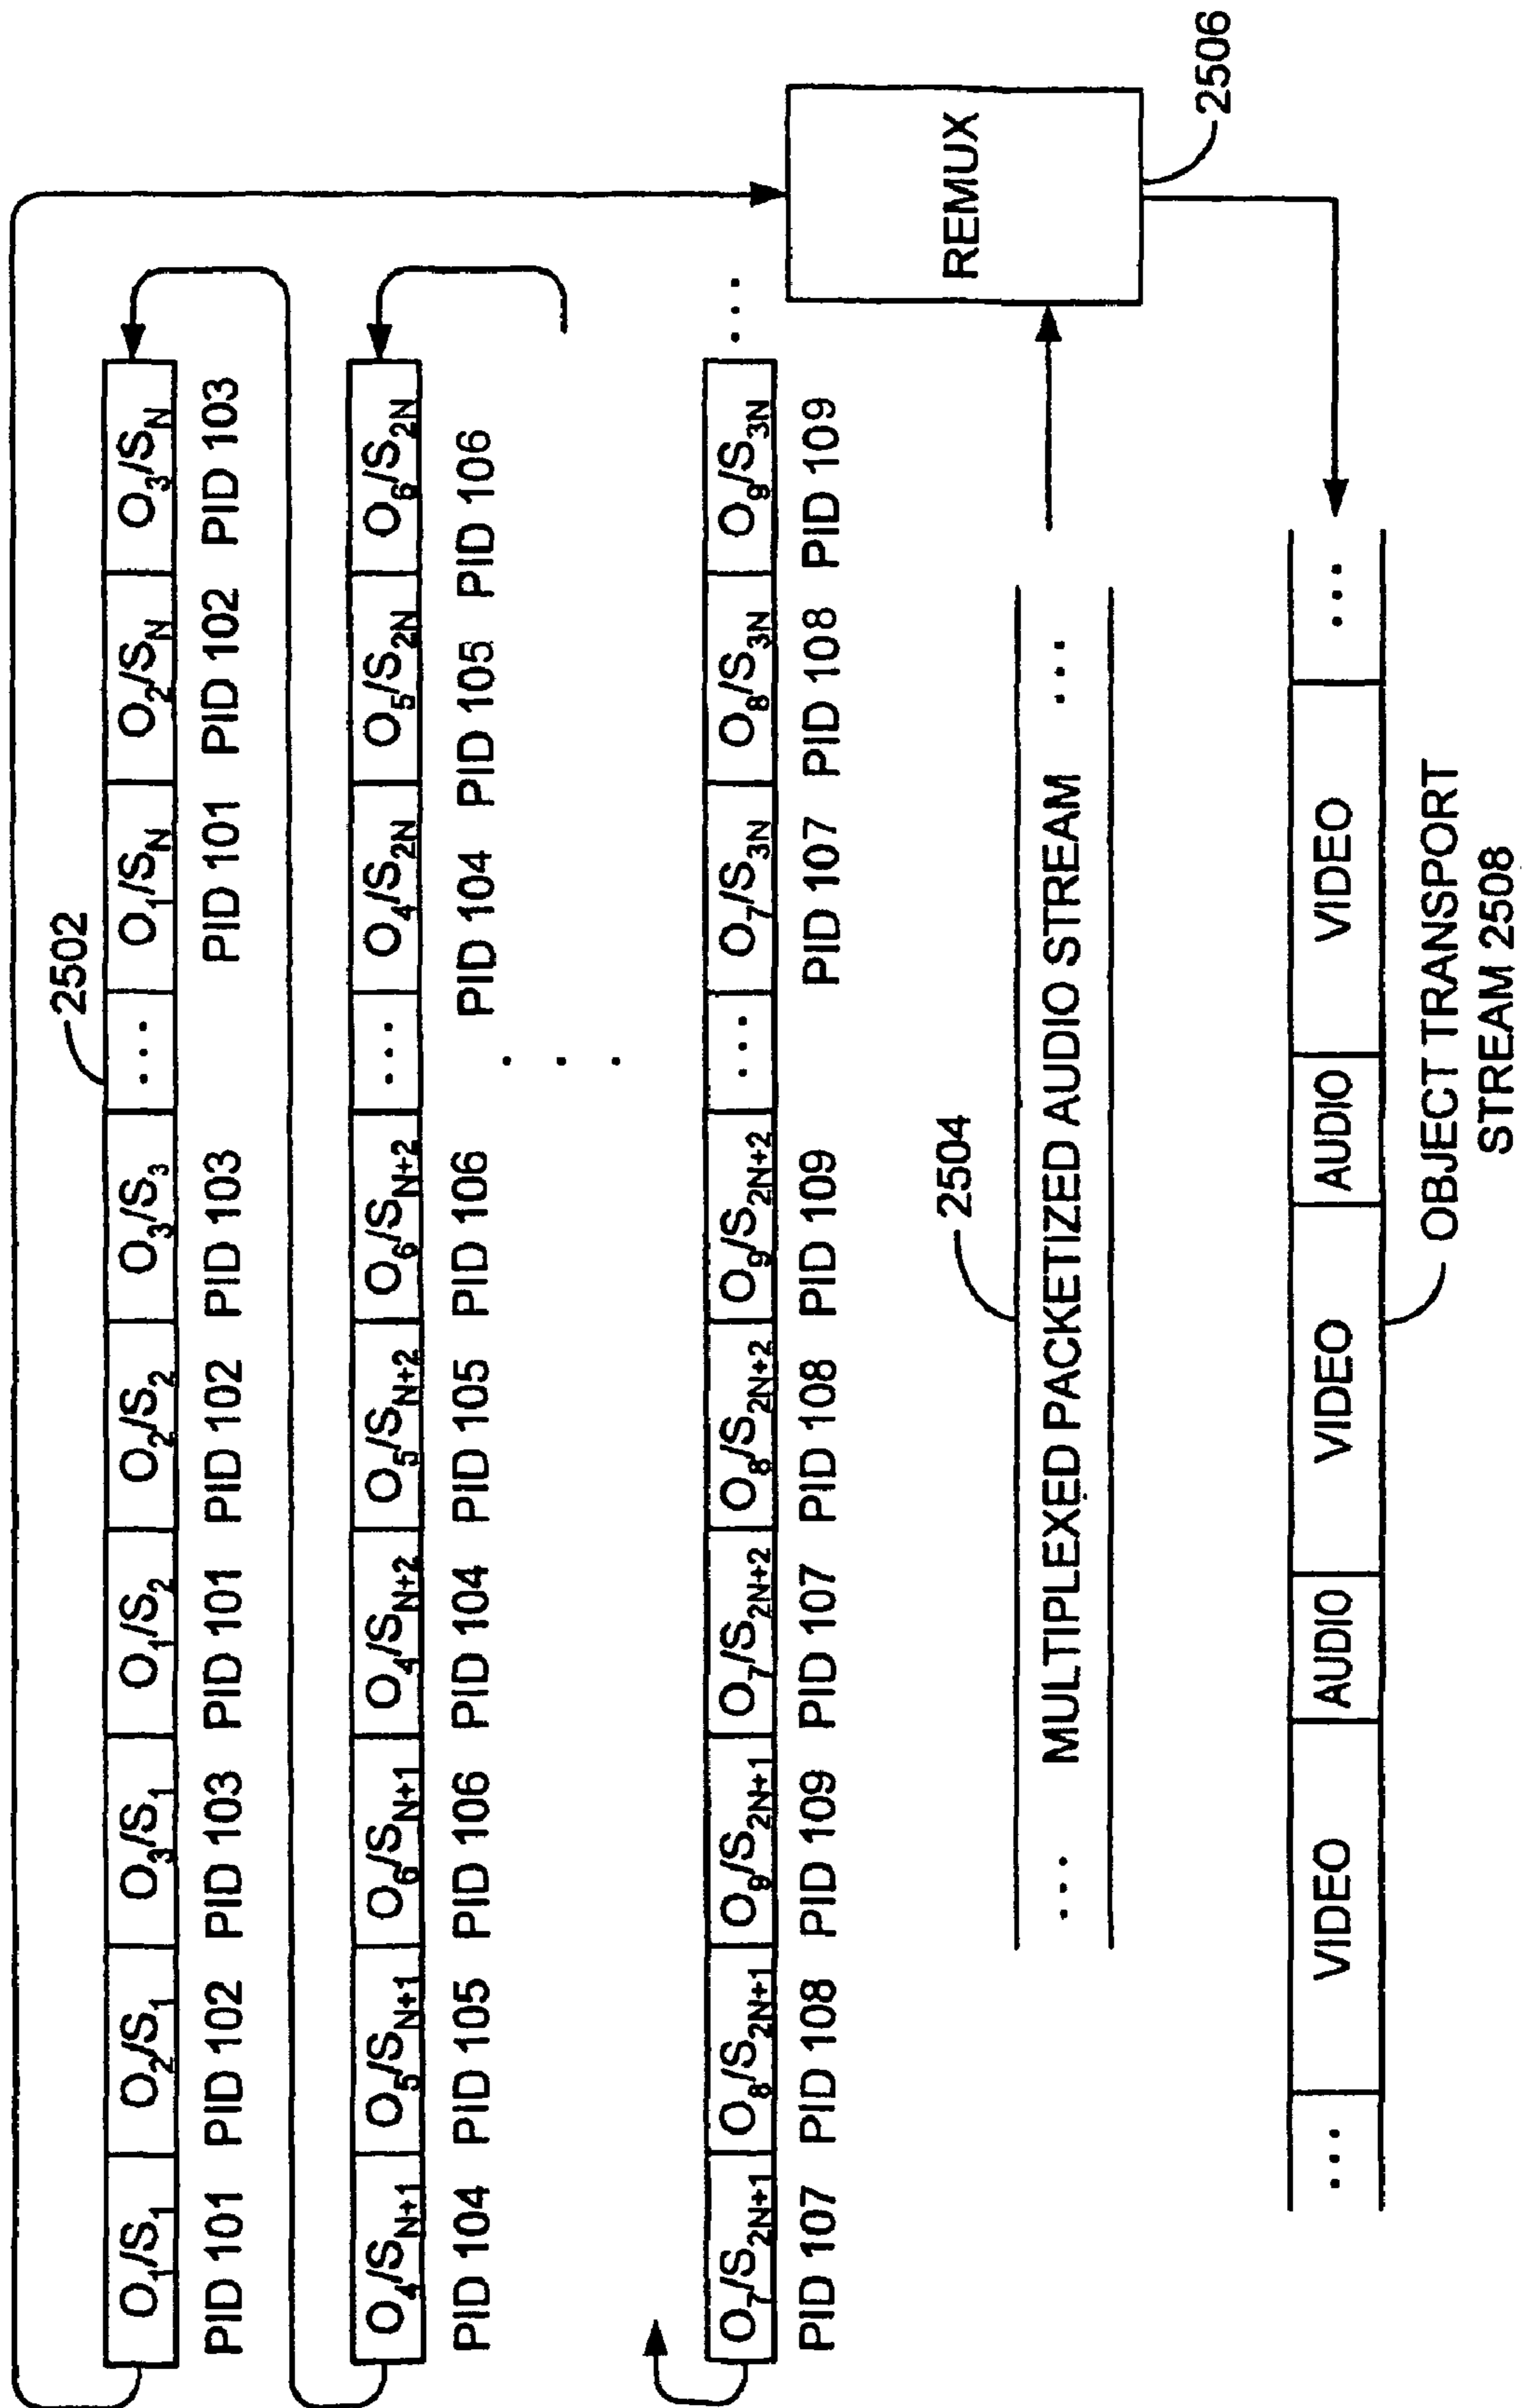 2502
O1/S1 O2/S1 O3/S1 O1/S2 O2/S2 O3/S3 ... O1/SN O2/SN O3/SN
PID 101 PID 102 PID 103 PID 101 PID 102 PID 103 PID 101 PID 102 PID 103
O4/SN+1 O5/SN+1 O6/SN+1 O4/SN+2 O5/SN+2 O6/SN+2 ... O4/S2N O5/S2N O6/S2N
PID 104 PID 105 PID 106 PID 104 PID 105 PID 106 PID 104 PID 105 PID 106
. . .
O7/S2N+1 O8/S2N+1 O9/S2N+1 O7/S2N+2 O8/S2N+2 O9/S2N+2 .... O7/S3N O8/S3N O9/S3N ...
PID 107 PID 108 PID 109 PID 107 PID 108 PID 109 PID 107 PID 108 PID 109
2504
... MULTIPLEXED PACKETIZED AUDIO STREAM ...
REMUX
2506
... VIDEO AUDIO VIDEO AUDIO VIDEO ...
OBJECT TRANSPORT
STREAM 2508